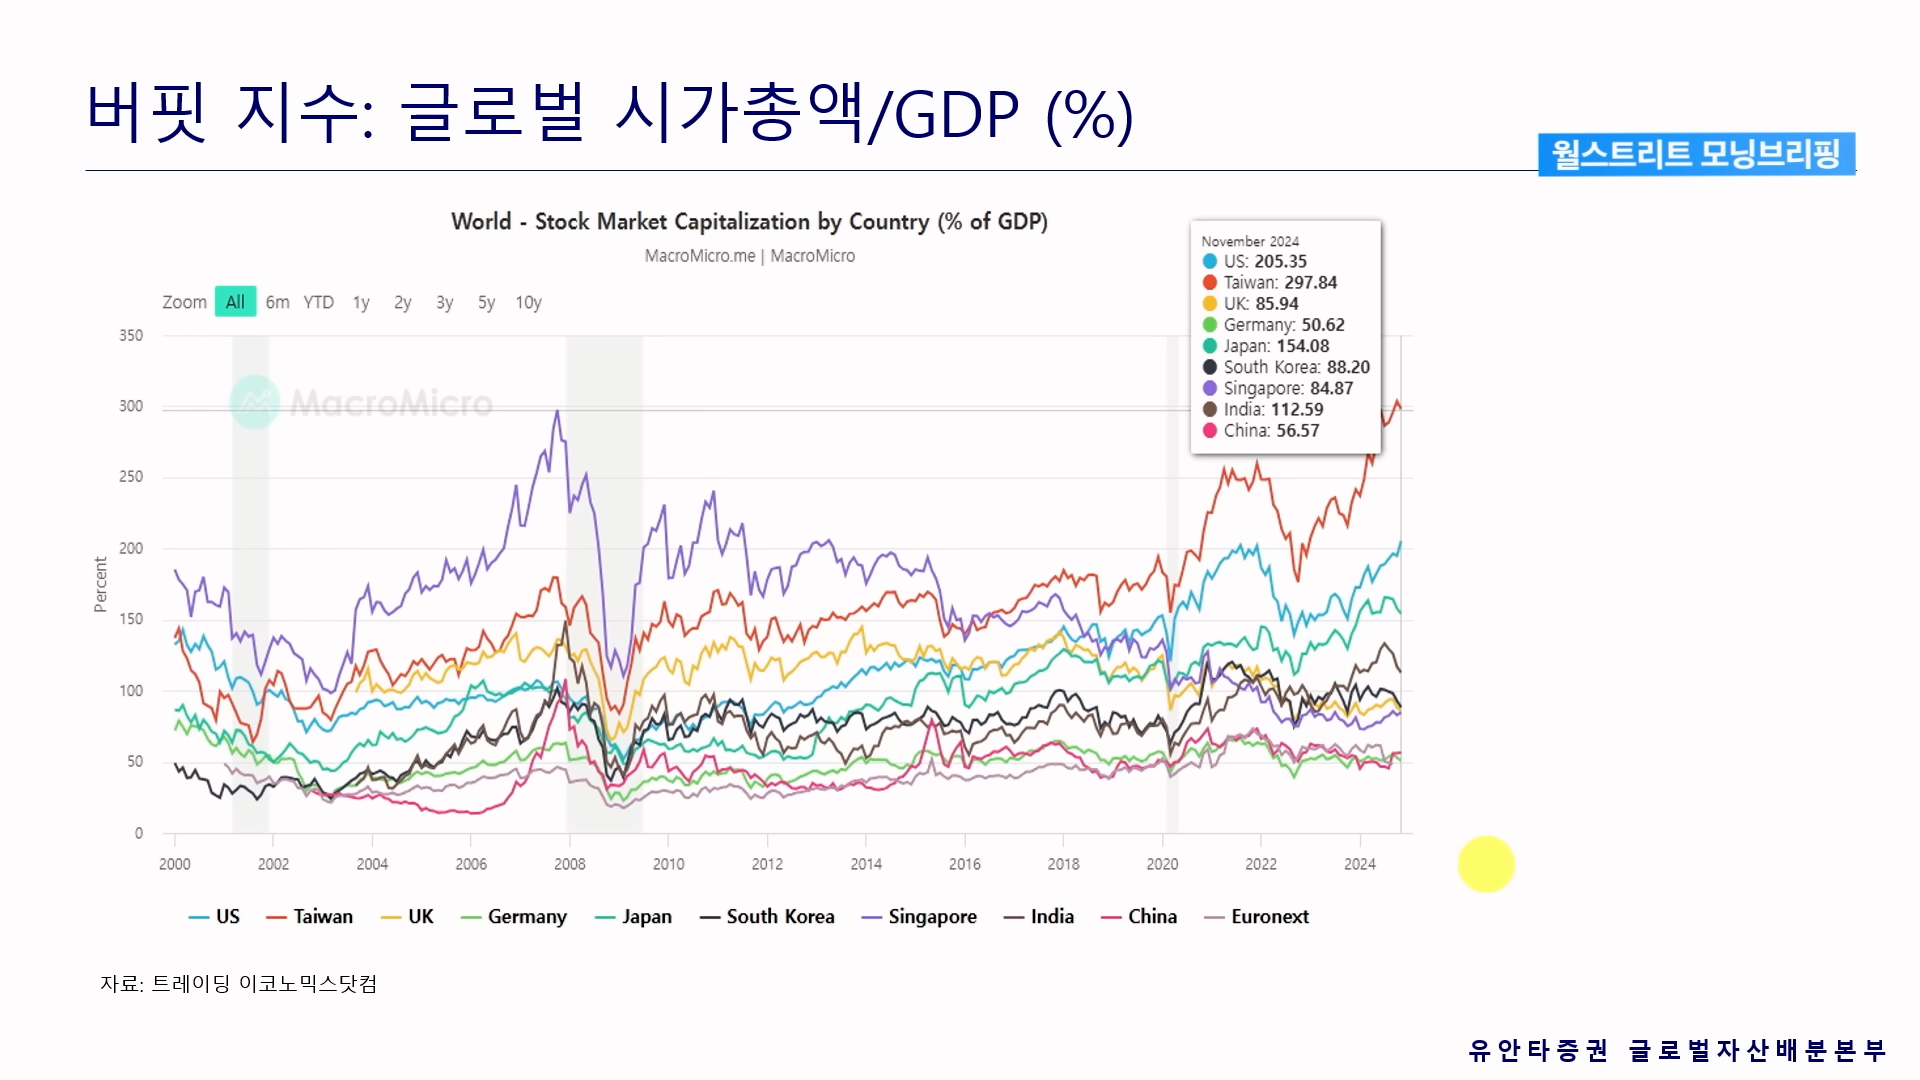 버핏 지수: 글로벌 시가총액/GDP (%)
월스트리트 모닝브리핑
World - Stock Market Capitalization by Country (% of GDP)
MacroMicro.me | MacroMicro
November 2024
US: 205.35
Taiwan: 297.84
UK: 85.94
Germany: 50.62
Japan: 154.08
South Korea: 88.20
Singapore: 84.87
India: 112.59
China: 56.57
Zoom All 6m YTD 1y 2y 3y 5y 10y
MacroMicro
Percent
350
300
250
200
150
100
50
0
2000 2002 2004 2006 2008 2010 2012 2014 2016 2018 2020 2022 2024
US Taiwan UK Germany Japan South Korea Singapore India China Euronext
자료: 트레이딩 이코노믹스닷컴
유안타증권 글로벌자산배분본부